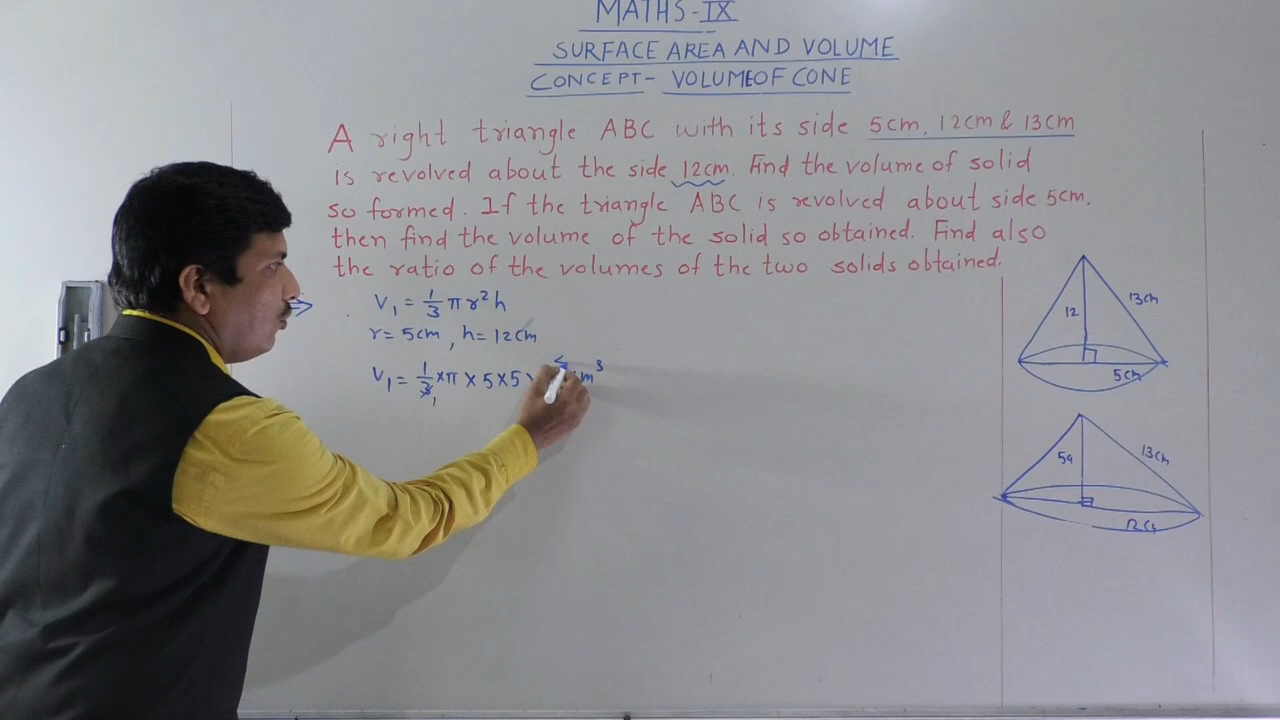 MATHS-IX
SURFACE AREA AND VOLUME
CONCEPT- VOLUME OF CONE
A right triangle ABC with its side 5cm, 12cm & 13cm
is revolved about the side 12cm. Find the volume of solid
so formed. If the triangle ABC is revolved about side 5cm.
then find the volume of the solid so obtained. Find also
the ratio of the volumes of the two solids obtained.
⇒ V₁ = 1/3 π r² h
r = 5cm, h = 12cm
V₁ = 1/3 × π × 5 × 5
12
13cm
5cm
13cm